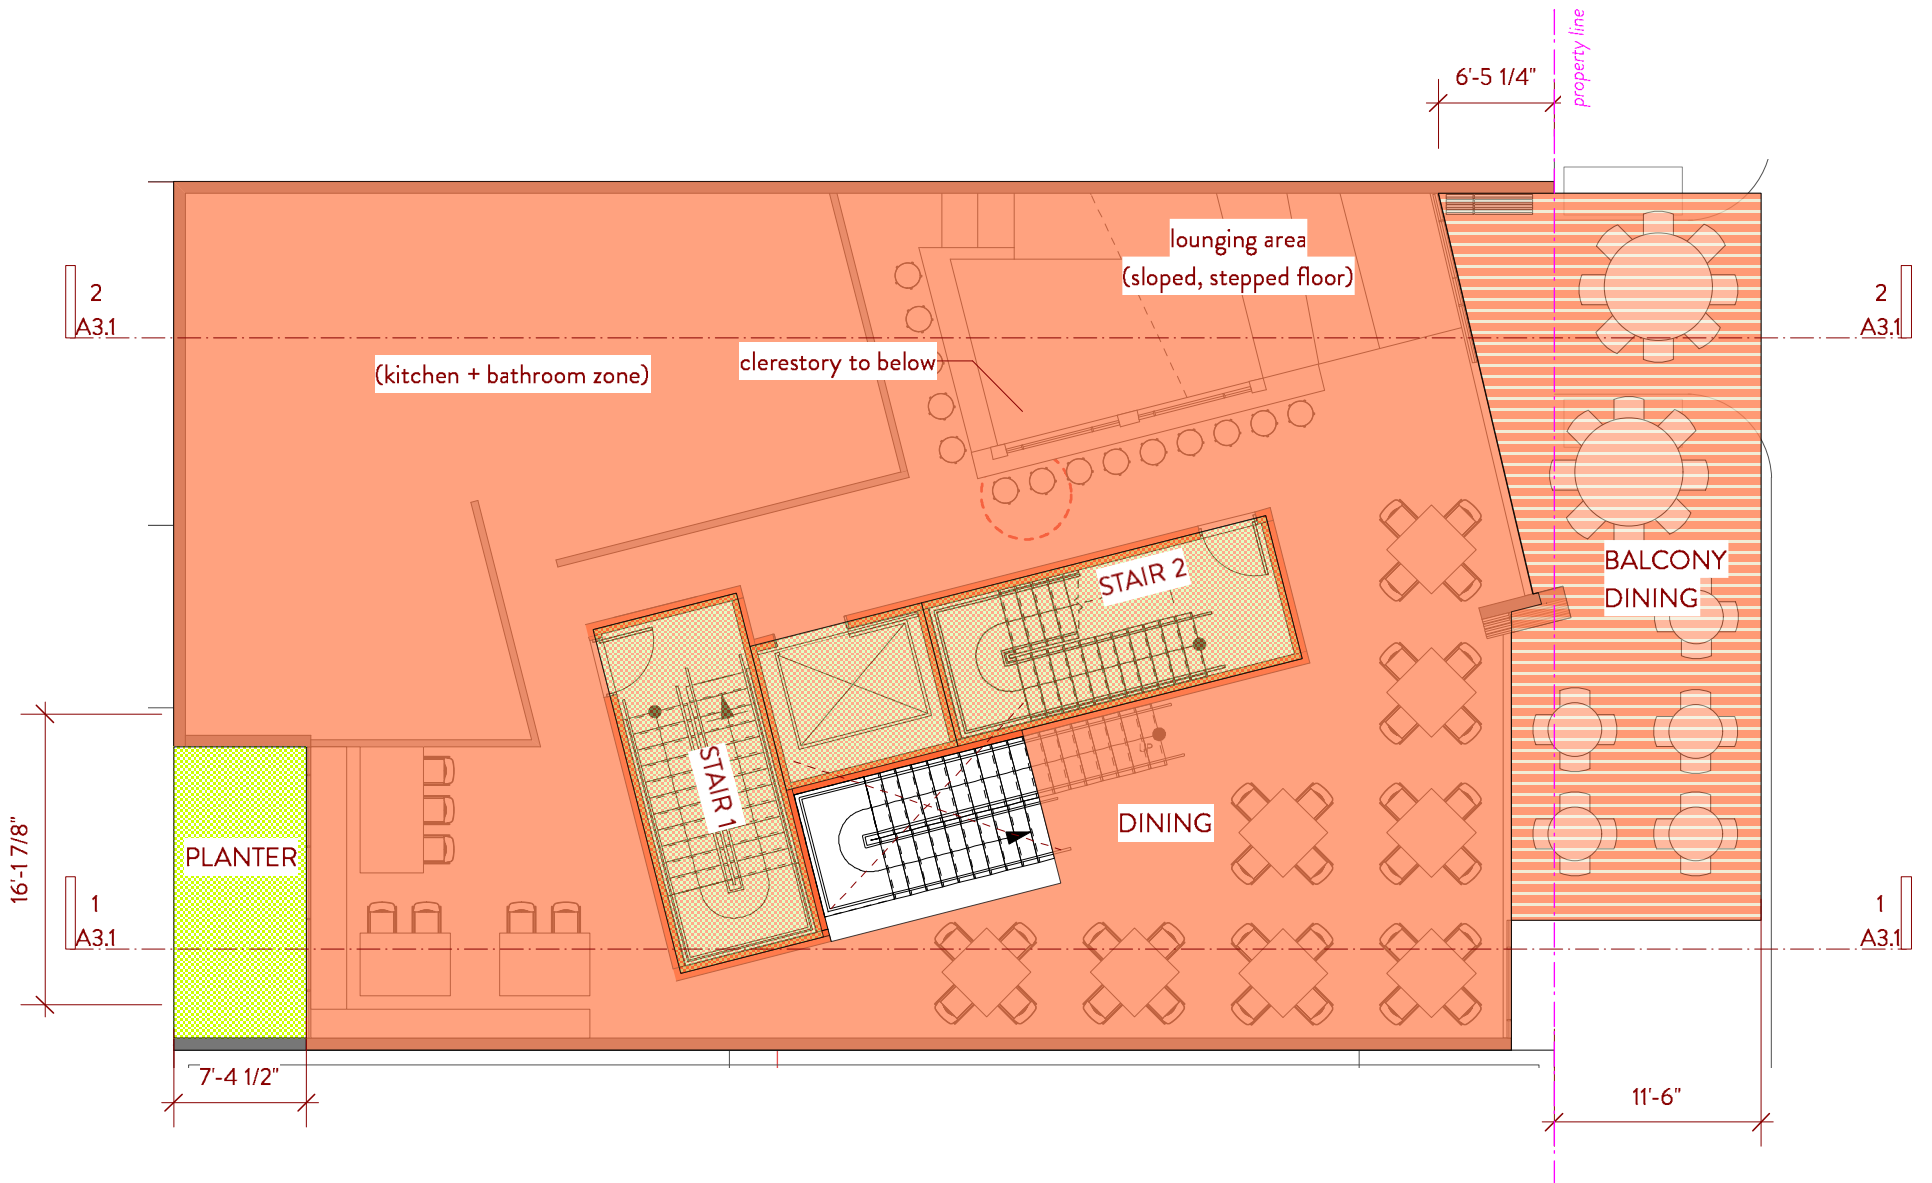 property line
6'-5 1/4"
lounging area
(sloped, stepped floor)
2
A3.1
2
A3.1
clerestory to below
(kitchen + bathroom zone)
BALCONY
DINING
STAIR 2
STAIR 1
DINING
PLANTER
16'-1 7/8"
1
A3.1
1
A3.1
7'-4 1/2"
11'-6"